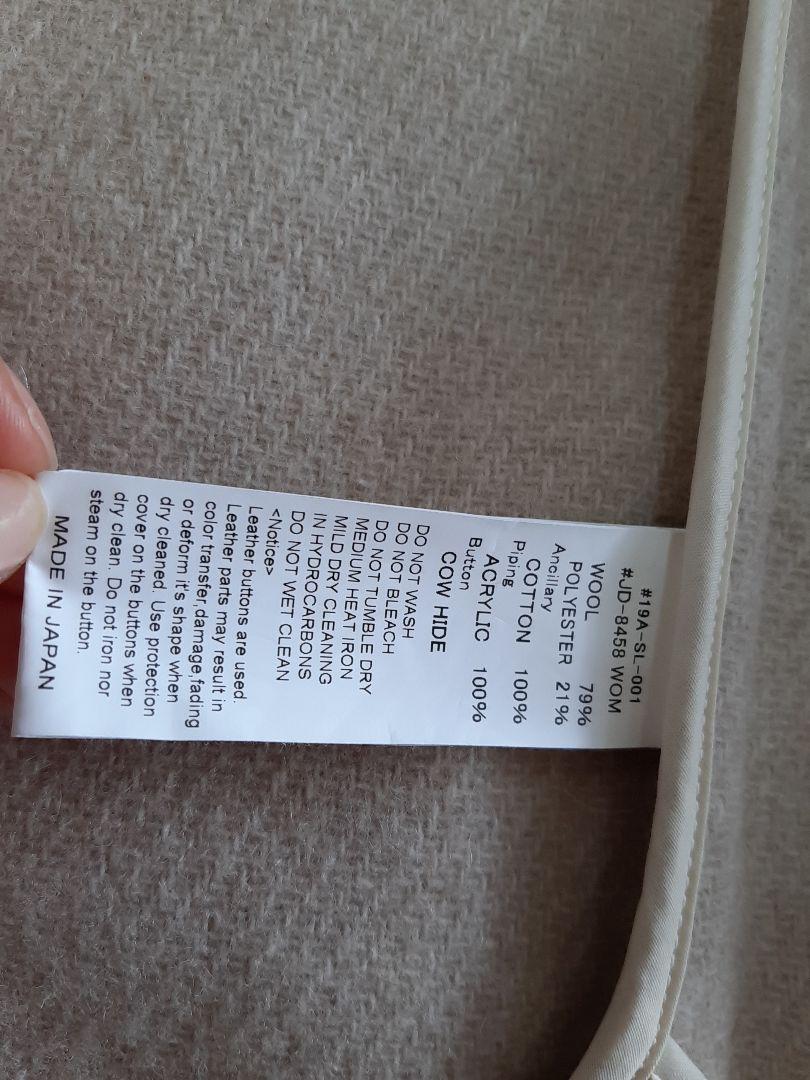 #19A-SL-001
#JD-8458 WOM
WOOL 79%
POLYESTER 21%
Ancillary
COTTON 100%
Piping
ACRYLIC 100%
Button
COW HIDE
DO NOT WASH
DO NOT BLEACH
DO NOT TUMBLE DRY
MEDIUM HEAT IRON
MILD DRY CLEANING
IN HYDROCARBONS
DO NOT WET CLEAN
<Notice>
Leather buttons are used.
Leather parts may result in
color transfer,damage,fading
or deform it's shape when
dry cleaned. Use protection
cover on the buttons when
dry clean. Do not iron nor
steam on the button.
MADE IN JAPAN